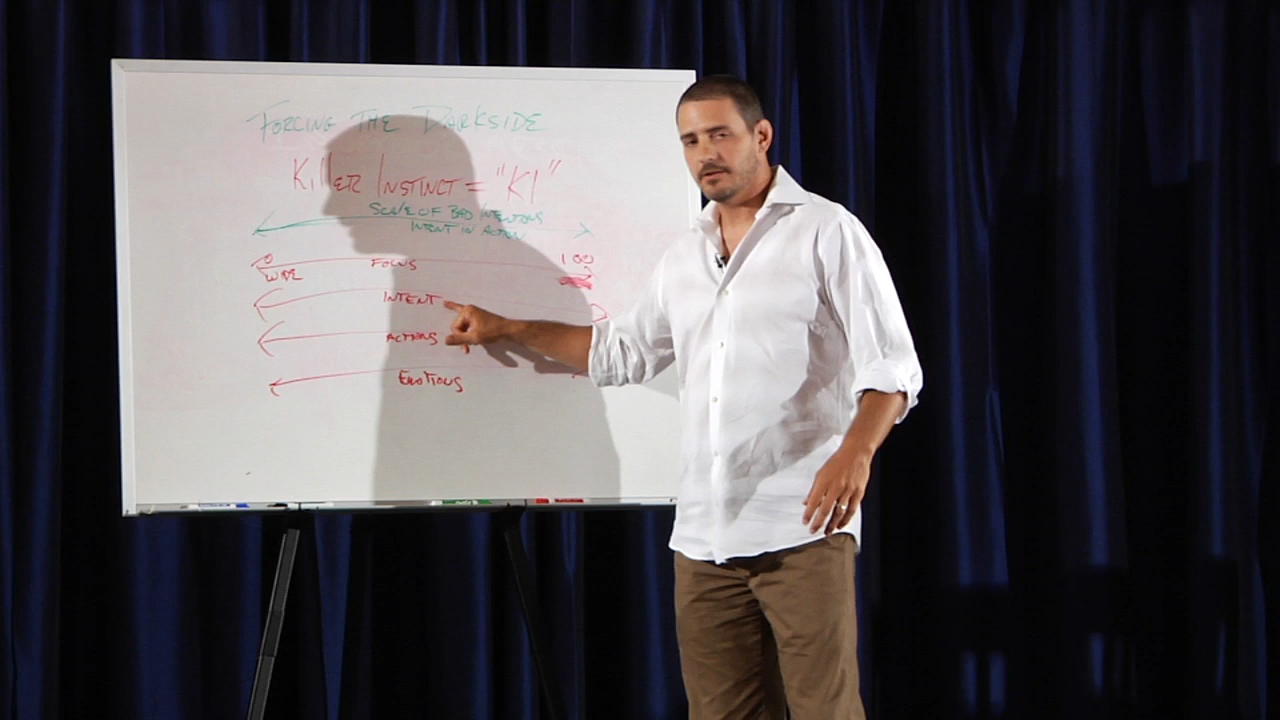 FORCING THE DARKSIDE
KILLER INSTINCT = "KI"
SCALE OF BAD INTENTIONS
INTENT IN ACTION
0 FOCUS 100
WIDE
INTENT
ACTIONS
EMOTIONS